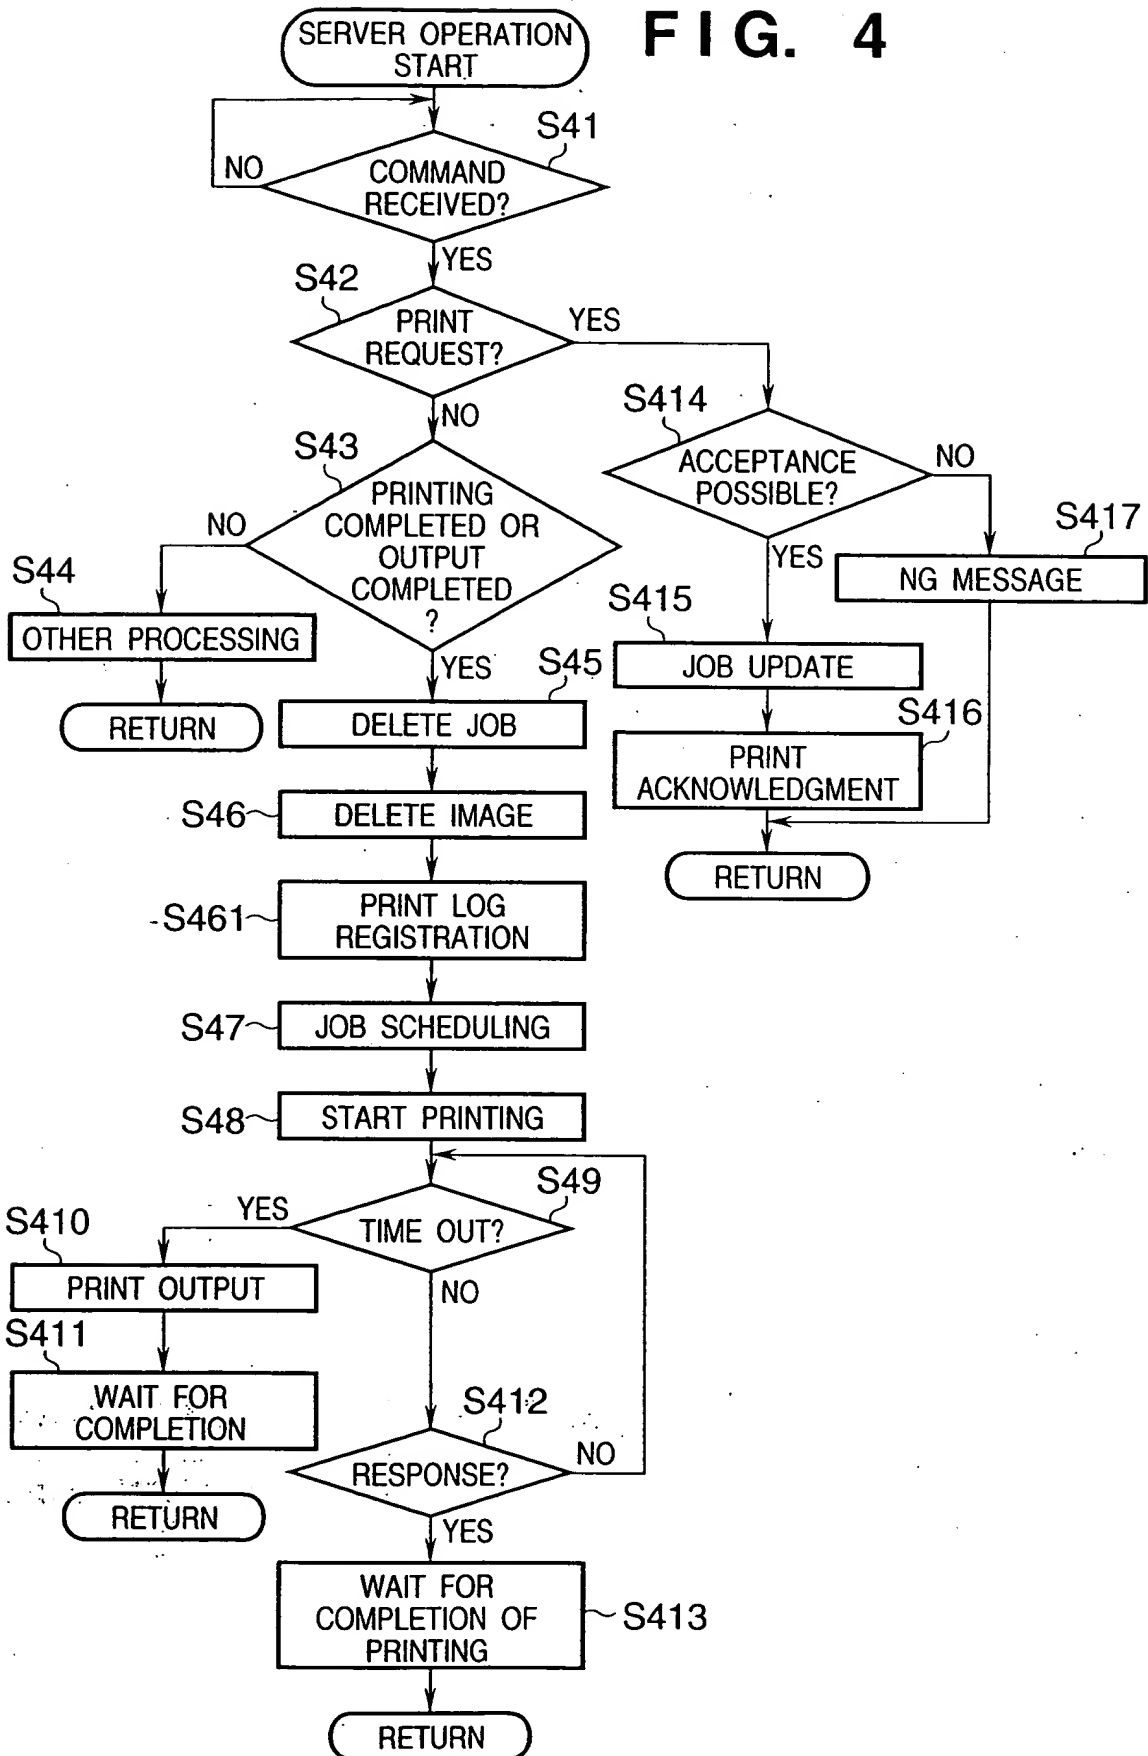 FIG. 4
SERVER OPERATION
START
S41
NO
COMMAND
RECEIVED?
YES
S42
PRINT
REQUEST?
YES
NO
S414
ACCEPTANCE
POSSIBLE?
NO
S43
PRINTING
COMPLETED OR
OUTPUT
COMPLETED
?
NO
YES
S417
NG MESSAGE
S44
OTHER PROCESSING
S415
JOB UPDATE
YES
S45
RETURN
DELETE JOB
S416
PRINT
ACKNOWLEDGMENT
S46
DELETE IMAGE
RETURN
S461
PRINT LOG
REGISTRATION
S47
JOB SCHEDULING
S48
START PRINTING
S49
YES
TIME OUT?
S410
PRINT OUTPUT
NO
S411
WAIT FOR
COMPLETION
S412
RESPONSE?
NO
RETURN
YES
WAIT FOR
COMPLETION OF
PRINTING
S413
RETURN